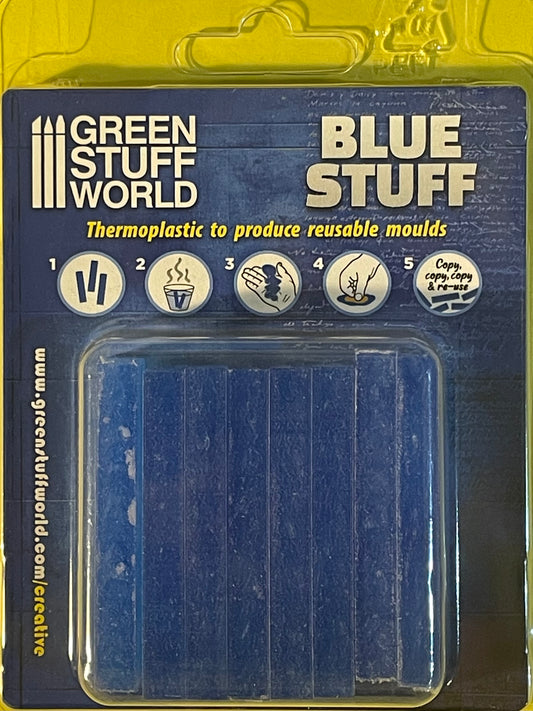 PERT
GREEN
STUFF
WORLD
BLUE
STUFF
Thermoplastic to produce reusable moulds
1
2
3
4
5
Copy,
copy, copy
& re-use
www.greenstuffworld.com/creative